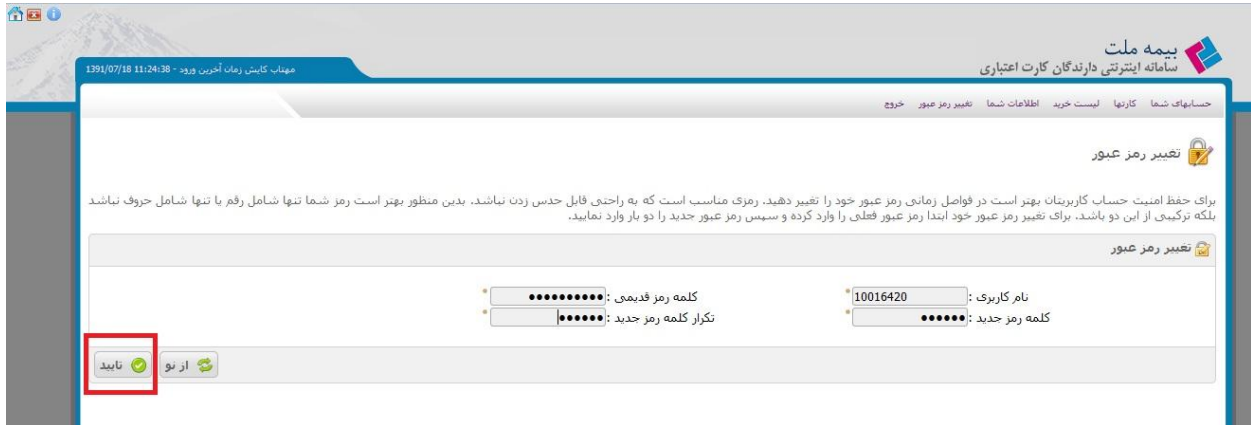 بیمه ملت
سامانه اینترنتی دارندگان کارت اعتباری
مهتاب کایش زمان آخرین ورود - 1391/07/18 11:24:38
حسابهای شما کارتها لیست خرید اطلاعات شما تغییر رمز عبور خروج
تغییر رمز عبور
برای حفظ امنیت حساب کاربریتان بهتر است در فواصل زمانی رمز عبور خود را تغییر دهید. رمزی مناسب است که به راحتی قابل حدس زدن نباشد. بدین منظور بهتر است رمز شما تنها شامل رقم یا تنها شامل حروف نباشد
بلکه ترکیبی از این دو باشد. برای تغییر رمز عبور خود ابتدا رمز عبور فعلی را وارد کرده و سپس رمز عبور جدید را دو بار وارد نمایید.
تغییر رمز عبور
نام کاربری : 10016420 * کلمه رمز قدیمی : ●●●●●●●●●● *
کلمه رمز جدید : ●●●●●● * تکرار کلمه رمز جدید : ●●●●●● *
از نو تایید